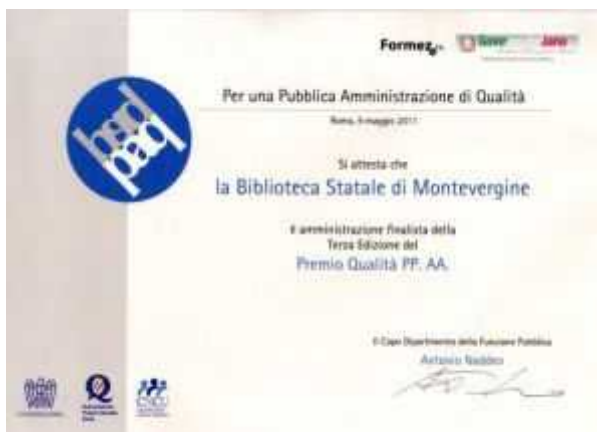 Formez
Per una Pubblica Amministrazione di Qualità
Roma, 9 maggio 2011
Si attesta che
la Biblioteca Statale di Montevergine
è amministrazione finalista della
Terza Edizione del
Premio Qualità PP. AA.
Il Capo Dipartimento della Funzione Pubblica
Antonio Naddeo